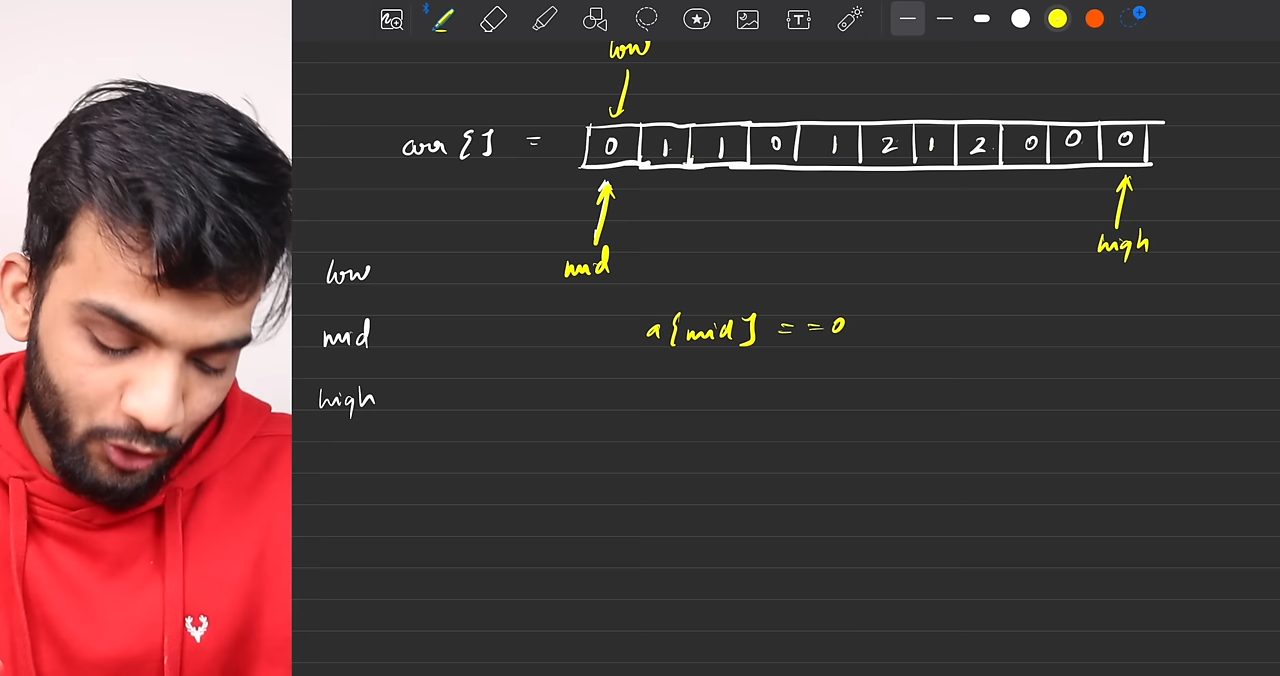 low
arr[] = 0 1 1 0 1 2 1 2 0 0 0
mid
high
low
mid
high
a[mid] == 0